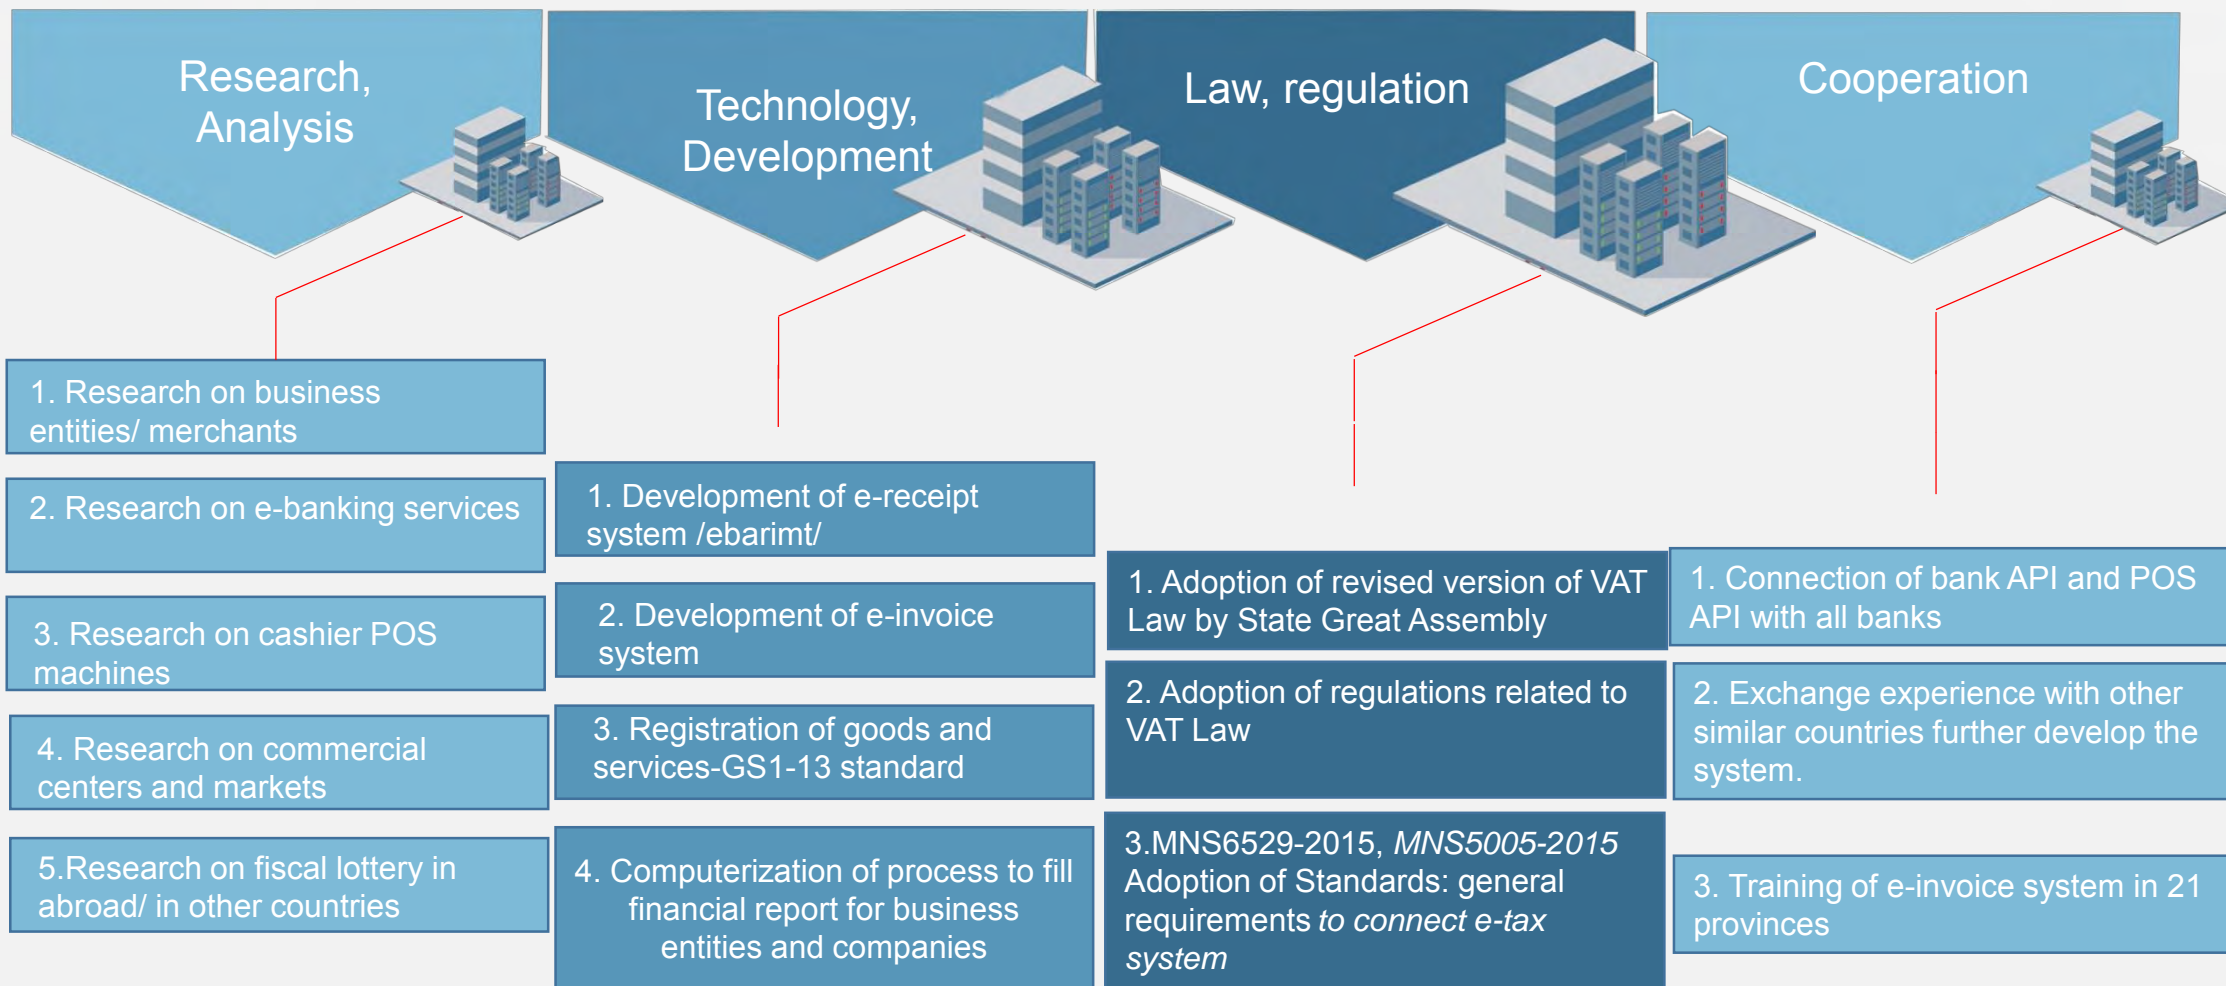 Research,
Analysis
1. Research on business
entities/ merchants
2. Research on e-banking services
3. Research on cashier POS
machines
4. Research on commercial
centers and markets
5.Research on fiscal lottery in
abroad/ in other countries
Technology,
Development
1. Development of e-receipt
system /ebarimt/
2. Development of e-invoice
system
3. Registration of goods and
services-GS1-13 standard
4. Computerization of process to fill
financial report for business
entities and companies
Law, regulation
1. Adoption of revised version of VAT
Law by State Great Assembly
2. Adoption of regulations related to
VAT Law
3.MNS6529-2015, MNS5005-2015
Adoption of Standards: general
requirements to connect e-tax
system
Cooperation
1. Connection of bank API and POS
API with all banks
2. Exchange experience with other
similar countries further develop the
system.
3. Training of e-invoice system in 21
provinces